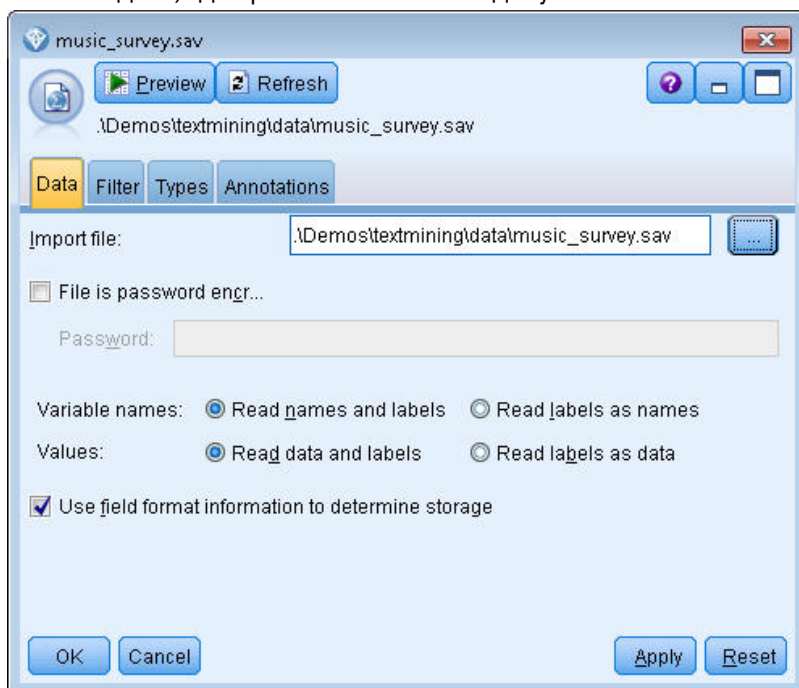 music_survey.sav
Preview Refresh
.\Demos\textmining\data\music_survey.sav
Data Filter Types Annotations
Import file: .\Demos\textmining\data\music_survey.sav ...
File is password encr...
Password:
Variable names: Read names and labels Read labels as names
Values: Read data and labels Read labels as data
Use field format information to determine storage
OK Cancel Apply Reset